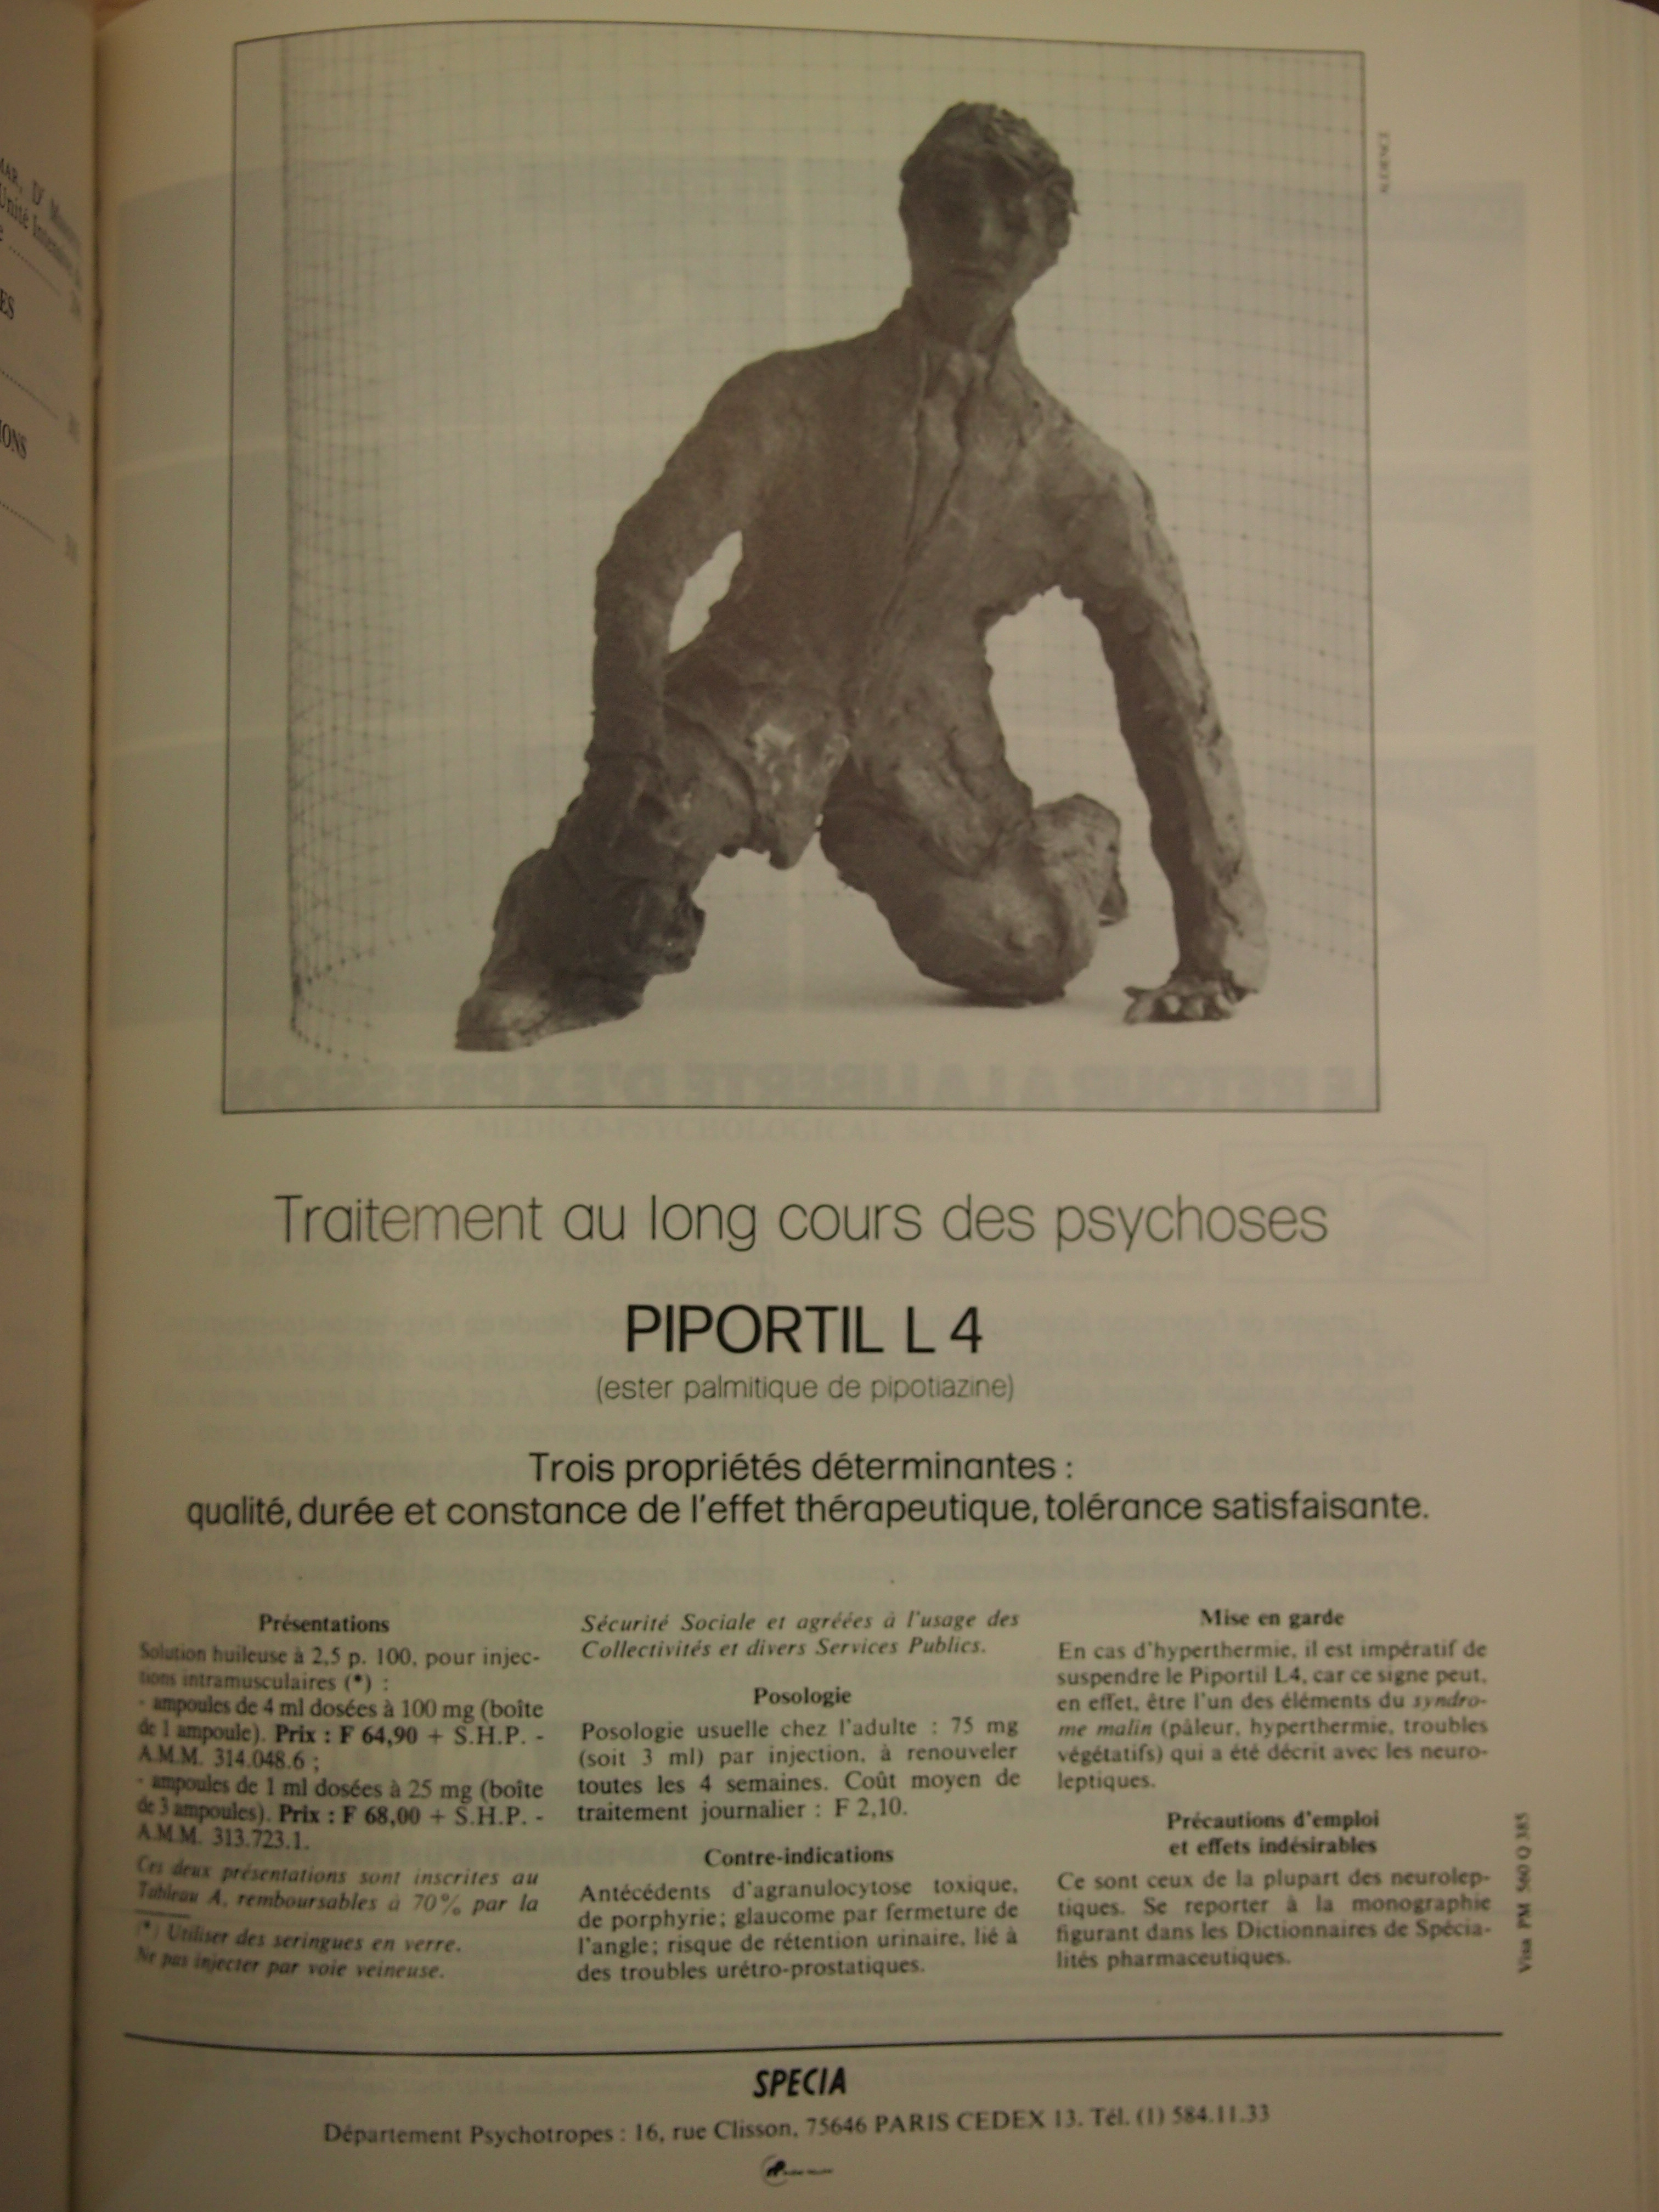 Traitement au long cours des psychoses
PIPORTIL L4
(ester palmitique de pipotiazine)
Trois propriétés déterminantes :
qualité, durée et constance de l'effet thérapeutique, tolérance satisfaisante.
Présentations
Solution huileuse à 2,5 p. 100, pour injec-
tions intramusculaires (*) :
- ampoules de 4 ml dosées à 100 mg (boîte
de 1 ampoule). Prix : F 64,90 + S.H.P. -
A.M.M. 314.048.6 ;
- ampoules de 1 ml dosées à 25 mg (boîte
de 3 ampoules). Prix : F 68,00 + S.H.P. -
A.M.M. 313.723.1.
Ces deux présentations sont inscrites au
Tableau A, remboursables à 70% par la
(*) Utiliser des seringues en verre.
Ne pas injecter par voie veineuse.
Sécurité Sociale et agréées à l'usage des
Collectivités et divers Services Publics.
Posologie
Posologie usuelle chez l'adulte : 75 mg
(soit 3 ml) par injection, à renouveler
toutes les 4 semaines. Coût moyen de
traitement journalier : F 2,10.
Contre-indications
Antécédents d'agranulocytose toxique,
de porphyrie; glaucome par fermeture de
l'angle; risque de rétention urinaire, lié à
des troubles urétro-prostatiques.
Mise en garde
En cas d'hyperthermie, il est impératif de
suspendre le Piportil L4, car ce signe peut,
en effet, être l'un des éléments du syndro-
me malin (pâleur, hyperthermie, troubles
végétatifs) qui a été décrit avec les neuro-
leptiques.
Précautions d'emploi
et effets indésirables
Ce sont ceux de la plupart des neurolep-
tiques. Se reporter à la monographie
figurant dans les Dictionnaires de Spécia-
lités pharmaceutiques.
Visa PM 560 Q 385
SPECIA
Département Psychotropes : 16, rue Clisson, 75646 PARIS CEDEX 13. Tél. (1) 584.11.33